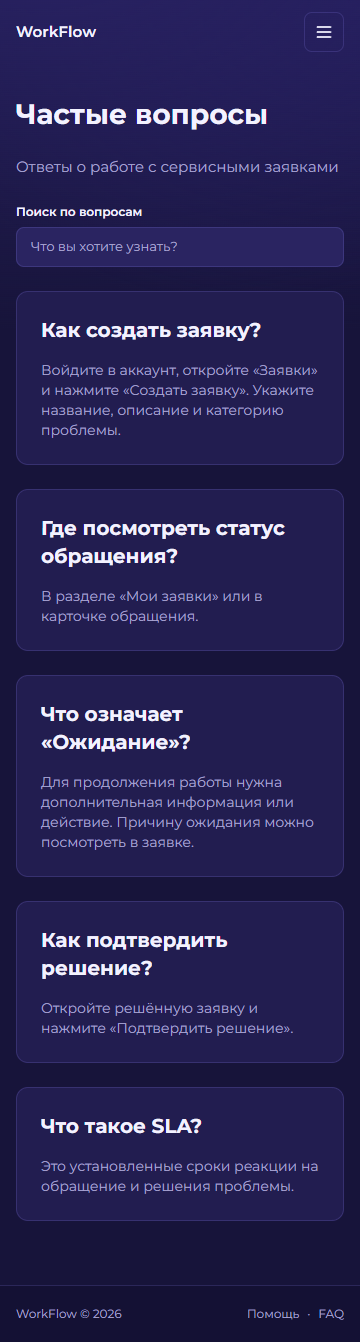 WorkFlow
Частые вопросы
Ответы о работе с сервисными заявками
Поиск по вопросам
Что вы хотите узнать?
Как создать заявку?
Войдите в аккаунт, откройте «Заявки»
и нажмите «Создать заявку». Укажите
название, описание и категорию
проблемы.
Где посмотреть статус
обращения?
В разделе «Мои заявки» или в
карточке обращения.
Что означает
«Ожидание»?
Для продолжения работы нужна
дополнительная информация или
действие. Причину ожидания можно
посмотреть в заявке.
Как подтвердить
решение?
Откройте решённую заявку и
нажмите «Подтвердить решение».
Что такое SLA?
Это установленные сроки реакции на
обращение и решения проблемы.
WorkFlow © 2026
Помощь · FAQ